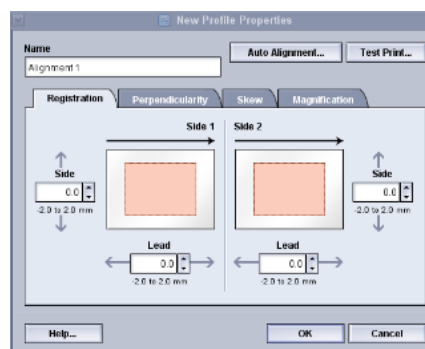 New Profile Properties
Name
Auto Alignment...
Test Print...
Alignment 1
Registration
Perpendicularity
Skew
Magnification
Side 1
Side 2
Side
0.0
-2.0 to 2.0 mm
Side
0.0
-2.0 to 2.0 mm
Lead
0.0
-2.0 to 2.0 mm
Lead
0.0
-2.0 to 2.0 mm
Help...
OK
Cancel